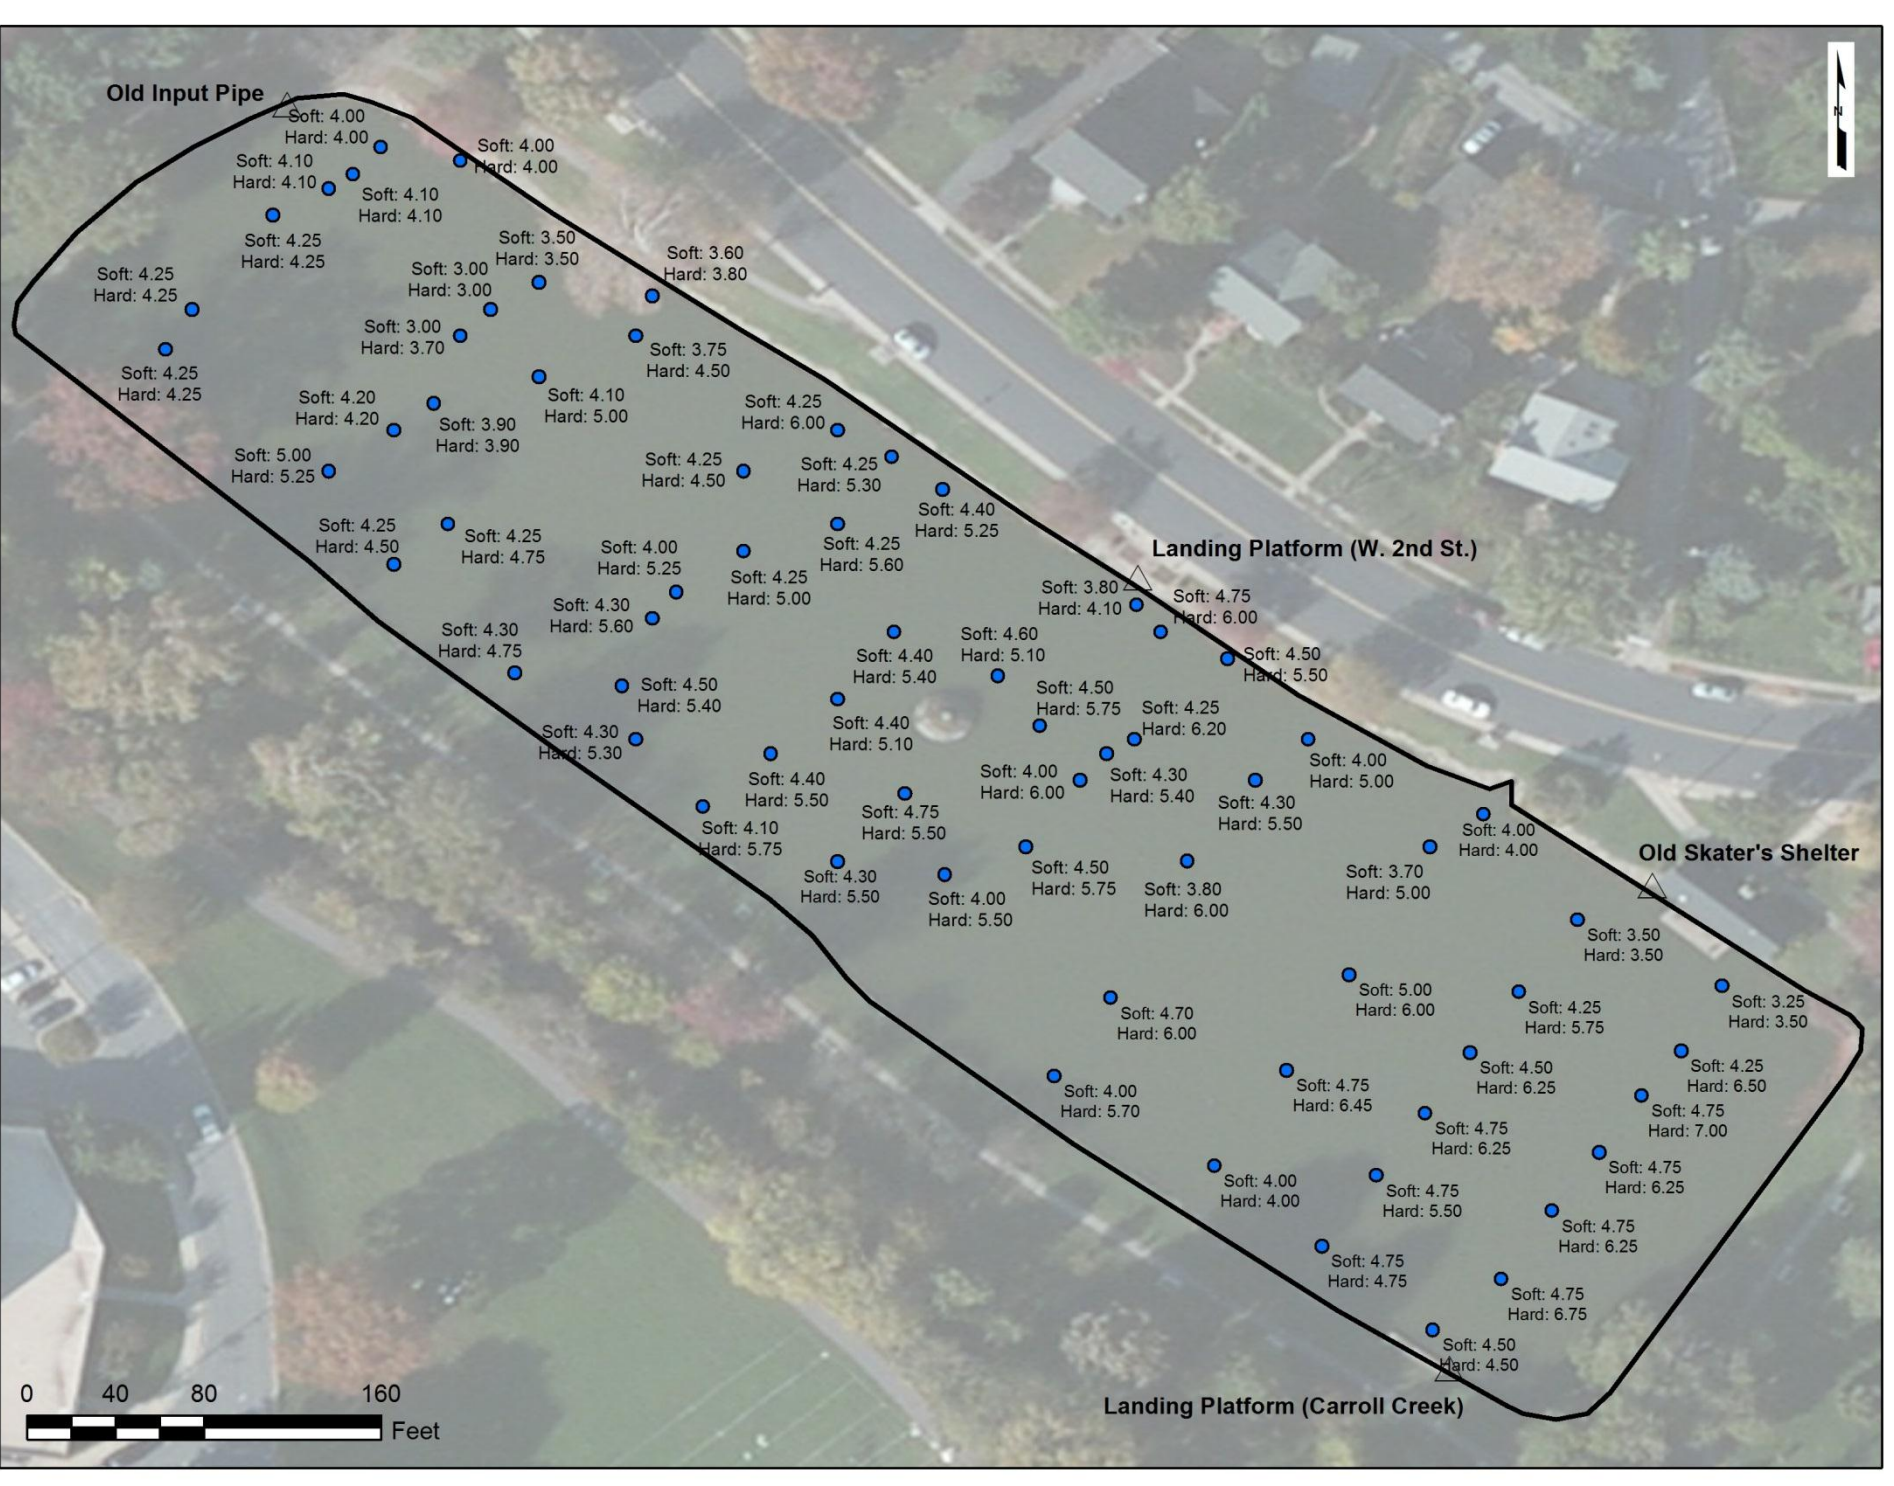 Old Input Pipe
Soft: 4.00
Hard: 4.00
Soft: 4.00
Hard: 4.00
Soft: 4.10
Hard: 4.10
Soft: 4.10
Hard: 4.10
Soft: 4.25
Hard: 4.25
Soft: 4.25
Hard: 4.25
Soft: 4.25
Hard: 4.25
Soft: 3.50
Hard: 3.50
Soft: 3.00
Hard: 3.00
Soft: 3.60
Hard: 3.80
Soft: 3.00
Hard: 3.70
Soft: 3.75
Hard: 4.50
Soft: 4.10
Hard: 5.00
Soft: 4.20
Hard: 4.20
Soft: 3.90
Hard: 3.90
Soft: 4.25
Hard: 6.00
Soft: 5.00
Hard: 5.25
Soft: 4.25
Hard: 4.50
Soft: 4.25
Hard: 5.30
Soft: 4.40
Hard: 5.25
Soft: 4.25
Hard: 4.50
Soft: 4.25
Hard: 4.75
Soft: 4.00
Hard: 5.25
Soft: 4.25
Hard: 5.00
Soft: 4.25
Hard: 5.60
Landing Platform (W. 2nd St.)
Soft: 3.80
Hard: 4.10
Soft: 4.75
Hard: 6.00
Soft: 4.30
Hard: 5.60
Soft: 4.30
Hard: 4.75
Soft: 4.40
Hard: 5.40
Soft: 4.60
Hard: 5.10
Soft: 4.50
Hard: 5.50
Soft: 4.50
Hard: 5.40
Soft: 4.50
Hard: 5.75
Soft: 4.25
Hard: 6.20
Soft: 4.30
Hard: 5.30
Soft: 4.40
Hard: 5.10
Soft: 4.40
Hard: 5.50
Soft: 4.00
Hard: 6.00
Soft: 4.30
Hard: 5.40
Soft: 4.00
Hard: 5.00
Soft: 4.30
Hard: 5.50
Soft: 4.75
Hard: 5.50
Soft: 4.10
Hard: 5.75
Soft: 4.00
Hard: 4.00
Old Skater's Shelter
Soft: 4.30
Hard: 5.50
Soft: 4.50
Hard: 5.75
Soft: 3.80
Hard: 6.00
Soft: 3.70
Hard: 5.00
Soft: 4.00
Hard: 5.50
Soft: 3.50
Hard: 3.50
Soft: 5.00
Hard: 6.00
Soft: 4.25
Hard: 5.75
Soft: 3.25
Hard: 3.50
Soft: 4.70
Hard: 6.00
Soft: 4.50
Hard: 6.25
Soft: 4.25
Hard: 6.50
Soft: 4.00
Hard: 5.70
Soft: 4.75
Hard: 6.45
Soft: 4.75
Hard: 7.00
Soft: 4.75
Hard: 6.25
Soft: 4.75
Hard: 6.25
Soft: 4.00
Hard: 4.00
Soft: 4.75
Hard: 5.50
Soft: 4.75
Hard: 6.25
Soft: 4.75
Hard: 4.75
Soft: 4.75
Hard: 6.75
Soft: 4.50
Hard: 4.50
Landing Platform (Carroll Creek)
0 40 80 160
Feet
N